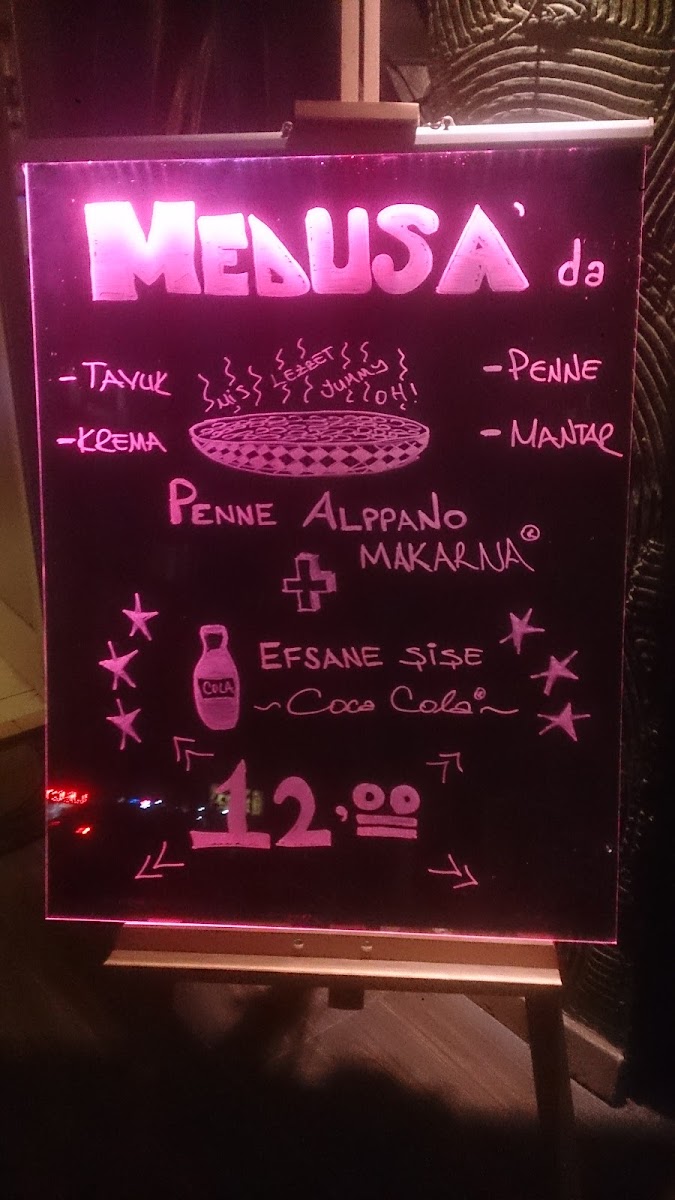 MEDUSA' da
- TAVUK
- KREMA
MİS LEZZET YUMMY OH!
- PENNE
- MANTAR
PENNE ALPPANO
MAKARNA®
+
EFSANE ŞİŞE
~ Coca Cola® ~
COLA
12,00